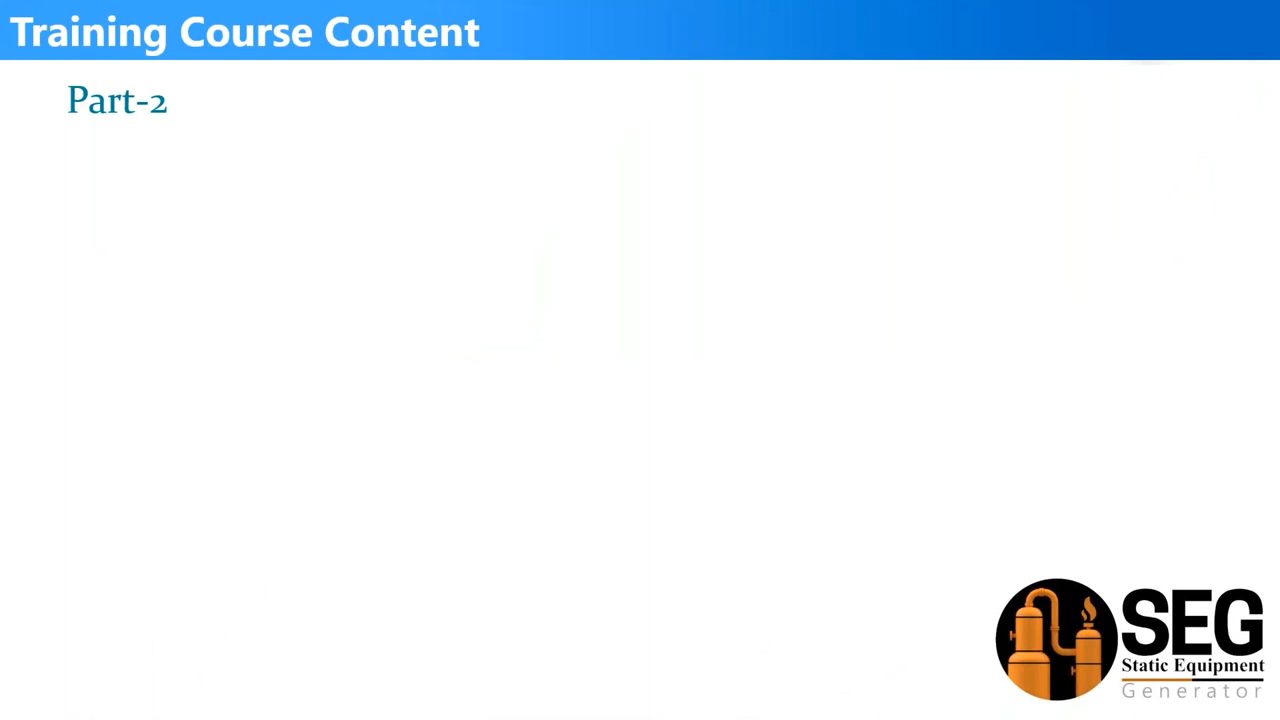 Training Course Content
Part-2
SEG
Static Equipment
Generator